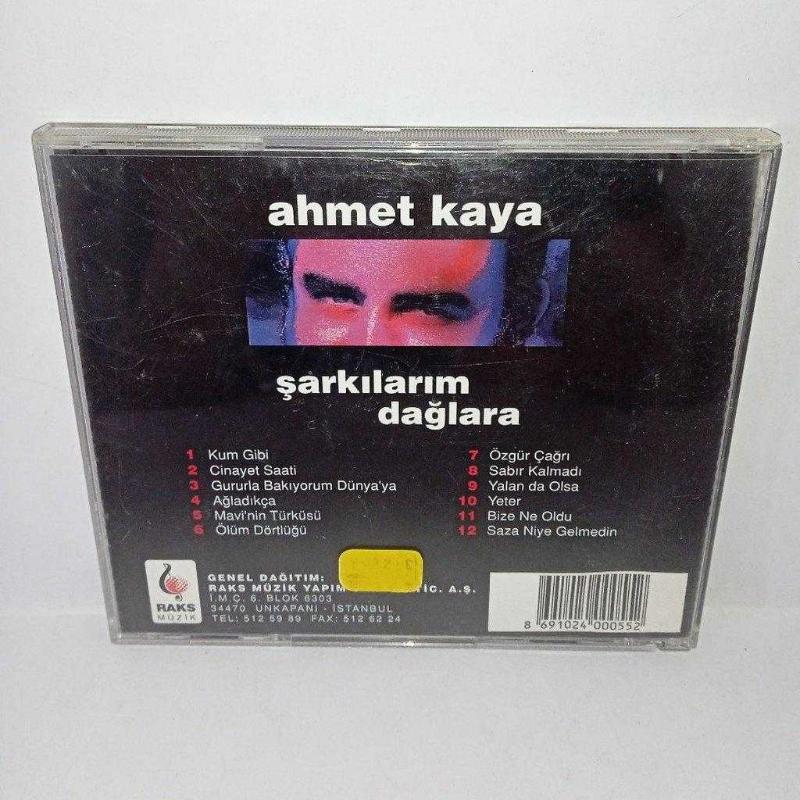 ahmet kaya
şarkılarım
dağlara
1 Kum Gibi
2 Cinayet Saati
3 Gururla Bakıyorum Dünya'ya
4 Ağladıkça
5 Mavi'nin Türküsü
6 Ölüm Dörtlüğü
7 Özgür Çağrı
8 Sabır Kalmadı
9 Yalan da Olsa
10 Yeter
11 Bize Ne Oldu
12 Saza Niye Gelmedin
RAKS
MÜZİK
GENEL DAĞITIM:
RAKS MÜZİK YAPIM TİC. A.Ş.
İ.M.Ç. 6. BLOK 6303
34470 UNKAPANI - İSTANBUL
TEL: 512 59 89 FAX: 512 62 24
8 691024 000552